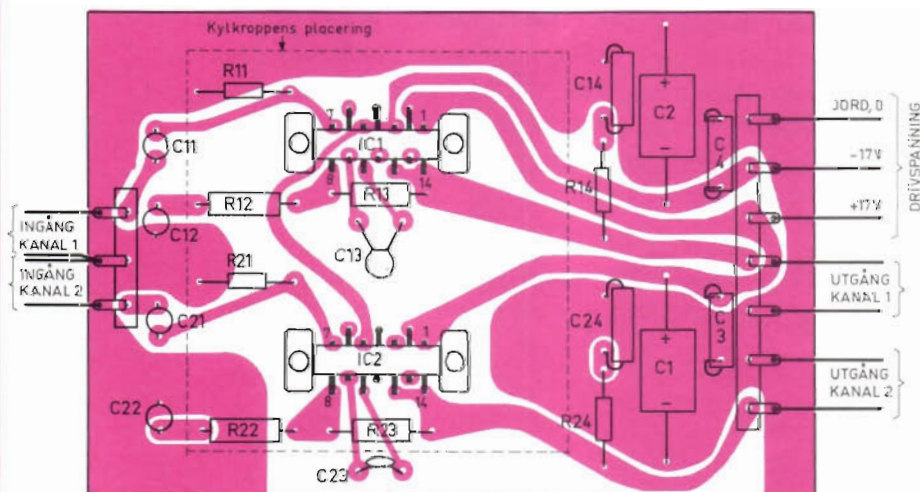 Kylkroppens placering
R11
C14
+
C2
-
C4
JORD, 0
-17V
+17V
DRIVSPANNING
C11
7
1
IC1
8
14
R12
R13
R14
C12
INGÅNG
KANAL 1
INGÅNG
KANAL 2
R21
C13
C21
UTGÅNG
KANAL 1
C24
+
C1
-
C3
7
1
IC2
8
14
UTGÅNG
KANAL 2
C22
R22
R23
R24
C23